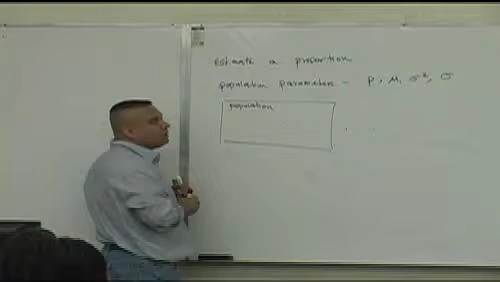 Estimate a proportion
population parameters - p, μ, σ², σ
population